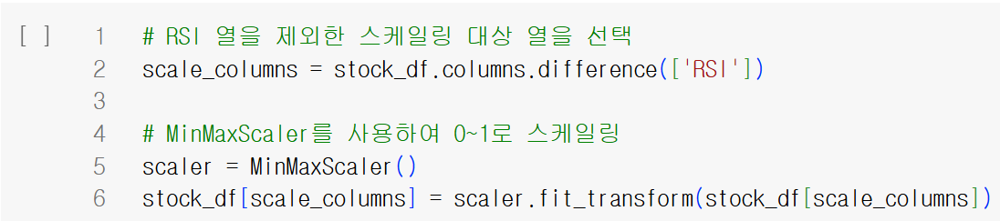 [ ] 1 # RSI 열을 제외한 스케일링 대상 열을 선택
2 scale_columns = stock_df.columns.difference(['RSI'])
3
4 # MinMaxScaler를 사용하여 0~1로 스케일링
5 scaler = MinMaxScaler()
6 stock_df[scale_columns] = scaler.fit_transform(stock_df[scale_columns])